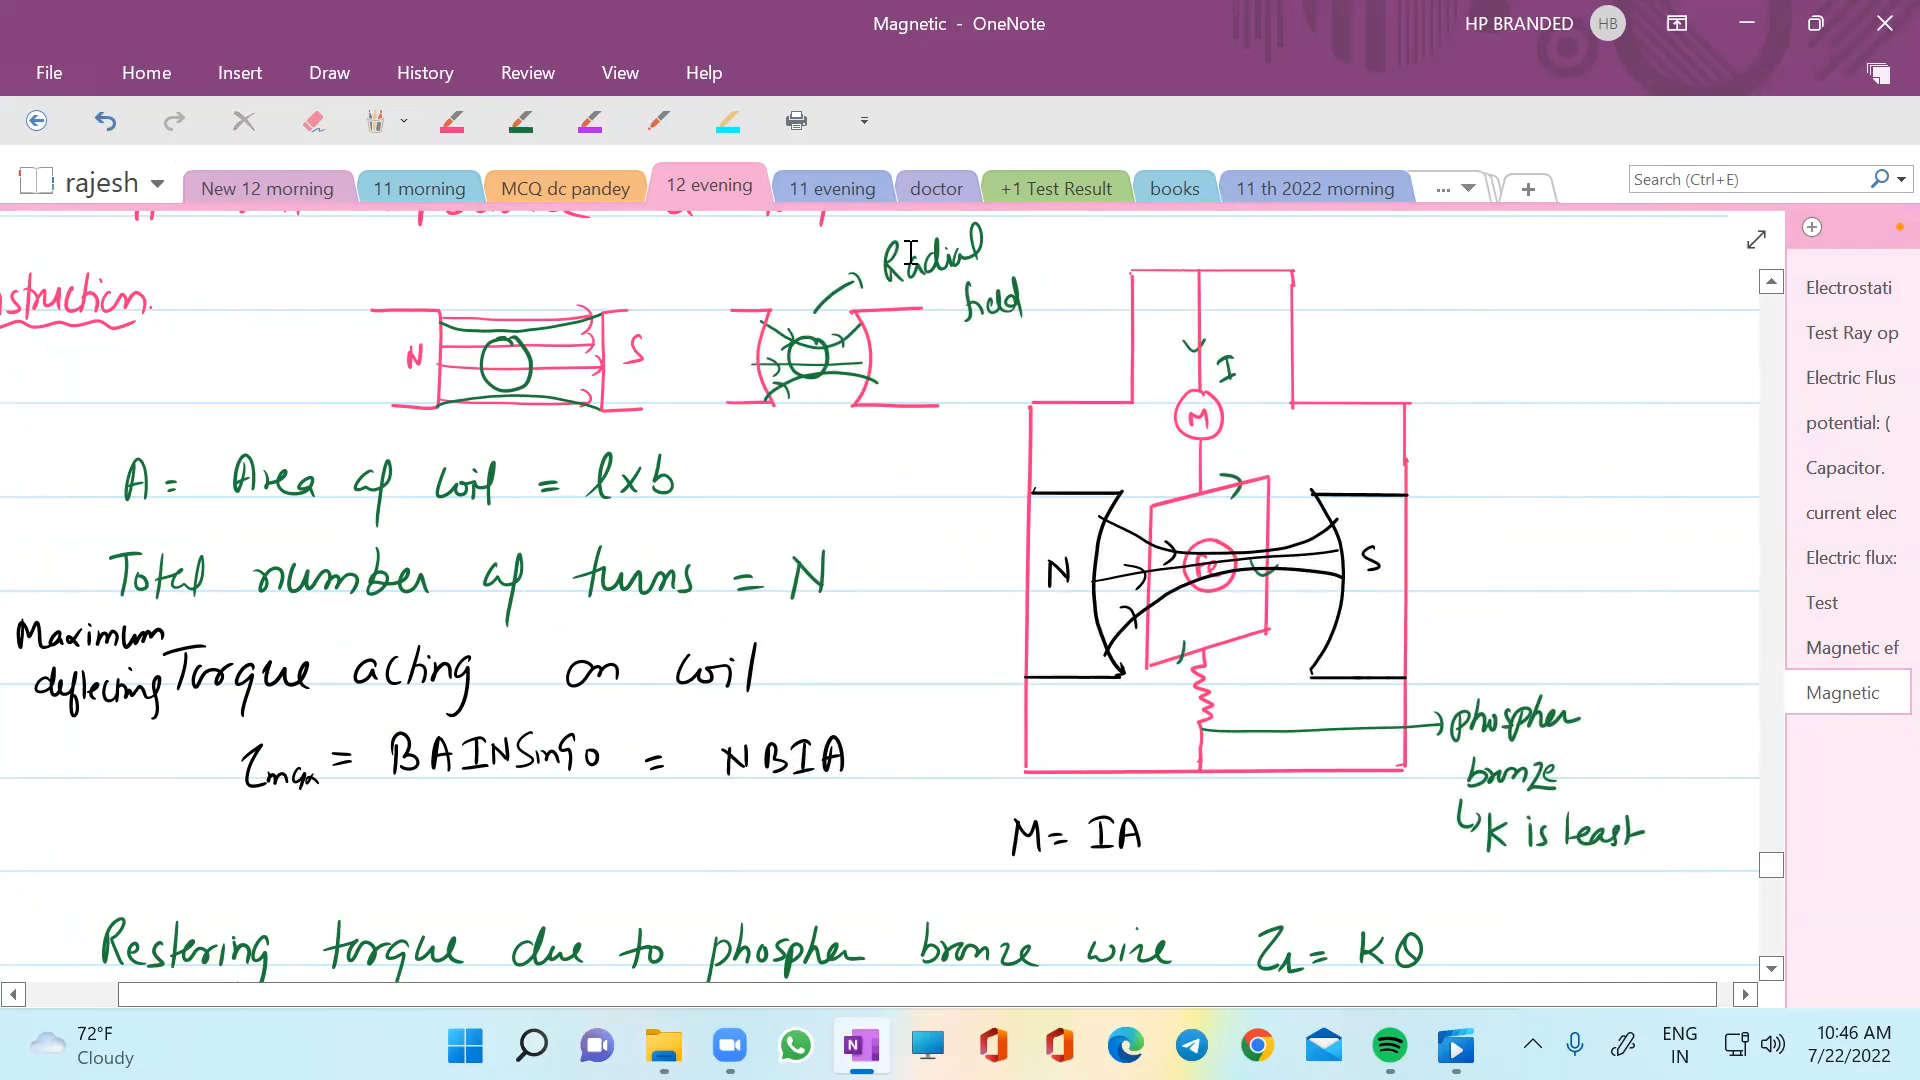 Magnetic - OneNote
HP BRANDED HB
File Home Insert Draw History Review View Help
rajesh New 12 morning 11 morning MCQ dc pandey 12 evening 11 evening doctor +1 Test Result books 11 th 2022 morning ... Search (Ctrl+E)
Radial
field
struction.
N S
I
M
A = Area of coil = l x b
N S
Total number of turns = N
Maximum
deflecting Torque acting on coil
τmax = BAIN Sin90 = NBIA
phospher
bronze
K is least
M = IA
Restering torque due to phospher bronze wire τr = Kθ
Electrostati
Test Ray op
Electric Flus
potential: (
Capacitor.
current elec
Electric flux:
Test
Magnetic ef
Magnetic
72°F
Cloudy
ENG
IN
10:46 AM
7/22/2022